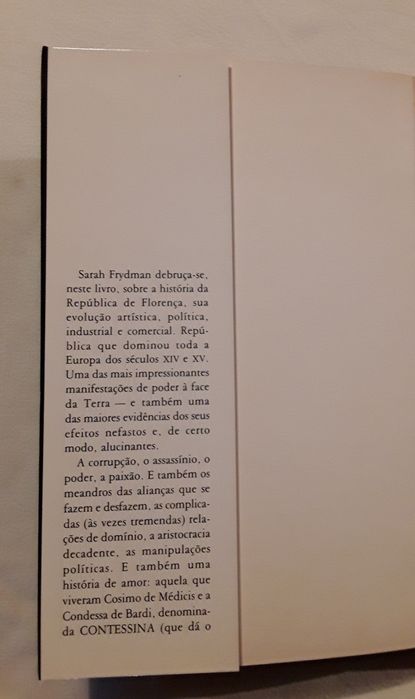 Sarah Frydman debruça-se,
neste livro, sobre a história da
República de Florença, sua
evolução artística, política,
industrial e comercial. Repú-
blica que dominou toda a
Europa dos séculos XIV e XV.
Uma das mais impressionantes
manifestações de poder à face
da Terra — e também uma
das maiores evidências dos seus
efeitos nefastos e, de certo
modo, alucinantes.
A corrupção, o assassínio, o
poder, a paixão. E também os
meandros das alianças que se
fazem e desfazem, as complica-
das (às vezes tremendas) rela-
ções de domínio, a aristocracia
decadente, as manipulações
políticas. E também uma
história de amor: aquela que
viveram Cosimo de Médicis e a
Condessa de Bardi, denomina-
da CONTESSINA (que dá o